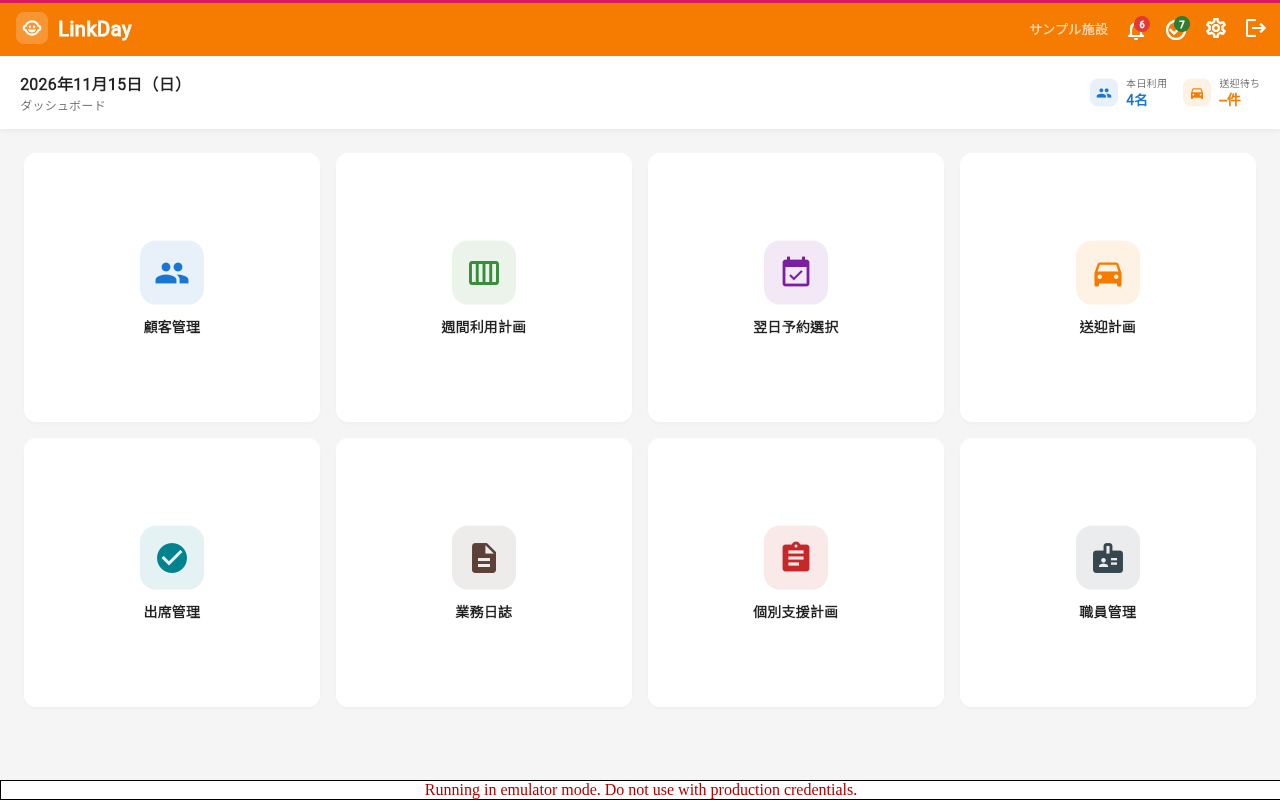 LinkDay
サンプル施設
6
7
2026年11月15日（日）
ダッシュボード
本日利用
4名
送迎待ち
–件
顧客管理
週間利用計画
翌日予約選択
送迎計画
出席管理
業務日誌
個別支援計画
職員管理
Running in emulator mode. Do not use with production credentials.